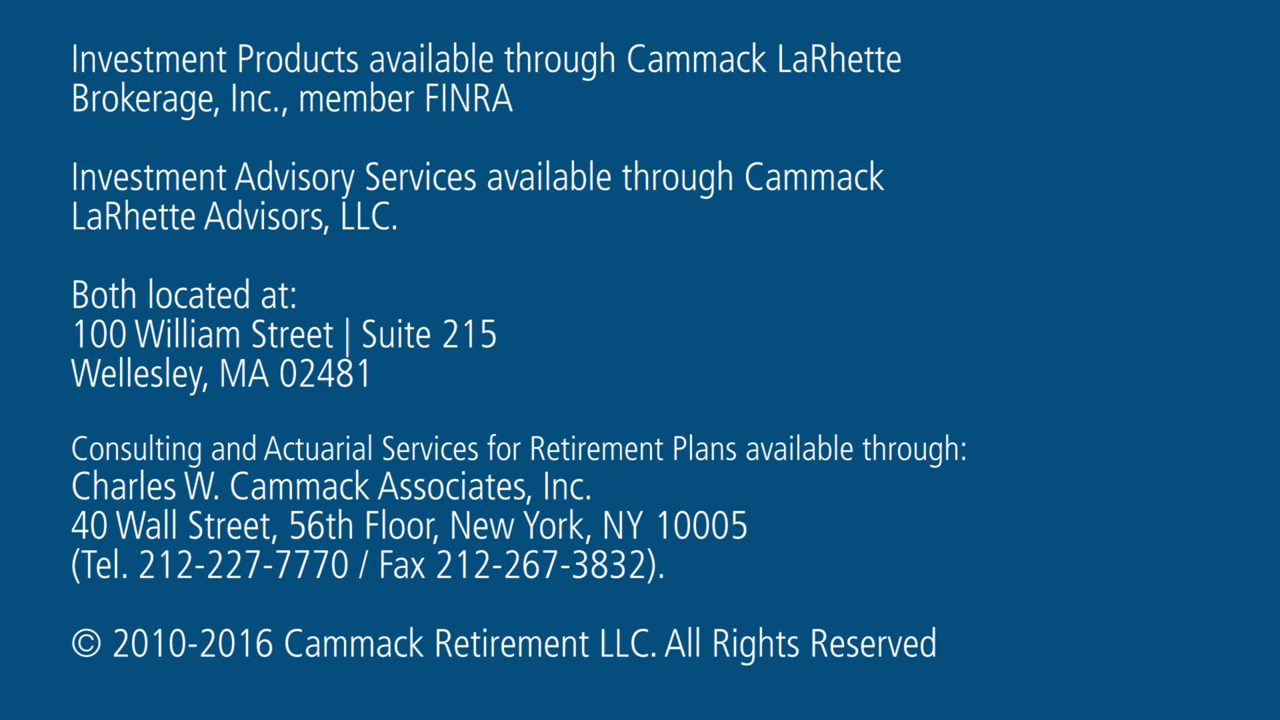 Investment Products available through Cammack LaRhette
Brokerage, Inc., member FINRA
Investment Advisory Services available through Cammack
LaRhette Advisors, LLC.
Both located at:
100 William Street | Suite 215
Wellesley, MA 02481
Consulting and Actuarial Services for Retirement Plans available through:
Charles W. Cammack Associates, Inc.
40 Wall Street, 56th Floor, New York, NY 10005
(Tel. 212-227-7770 / Fax 212-267-3832).
© 2010-2016 Cammack Retirement LLC. All Rights Reserved